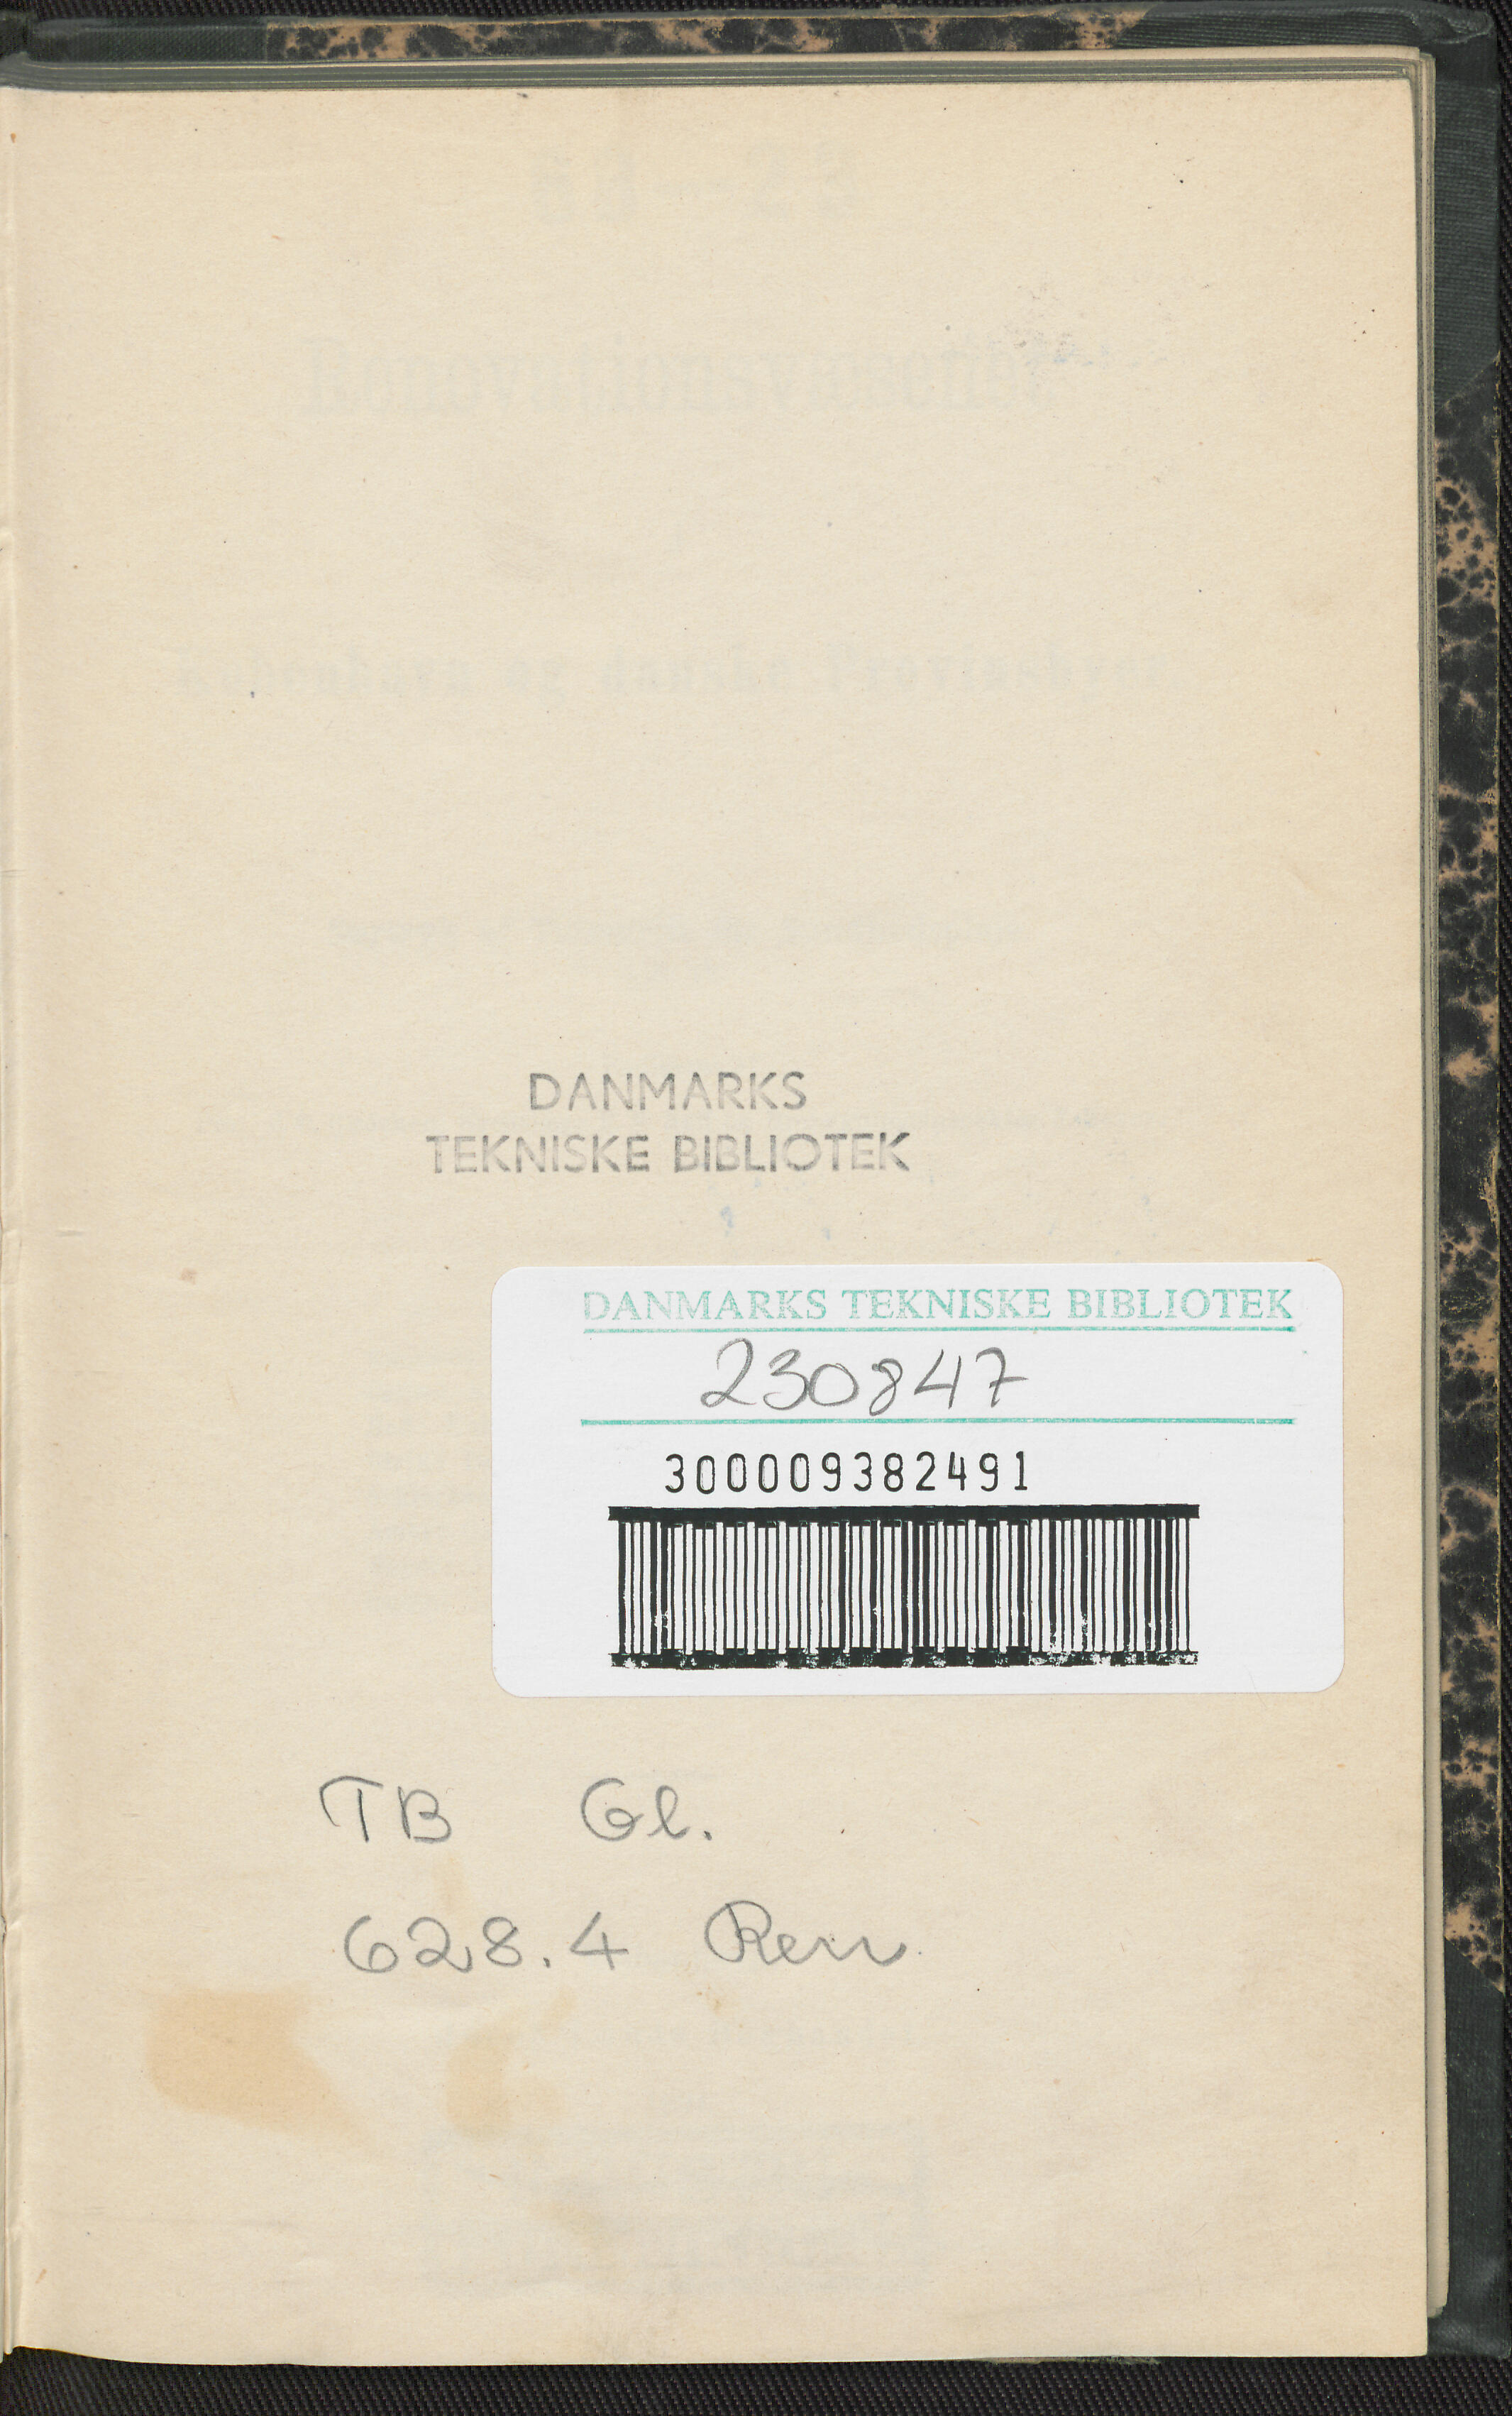 DANMARKS
TEKNISKE BIBLIOTEK
DANMARKS TEKNISKE BIBLIOTEK
230847
300009382491
TB Gl.
628.4 Ren